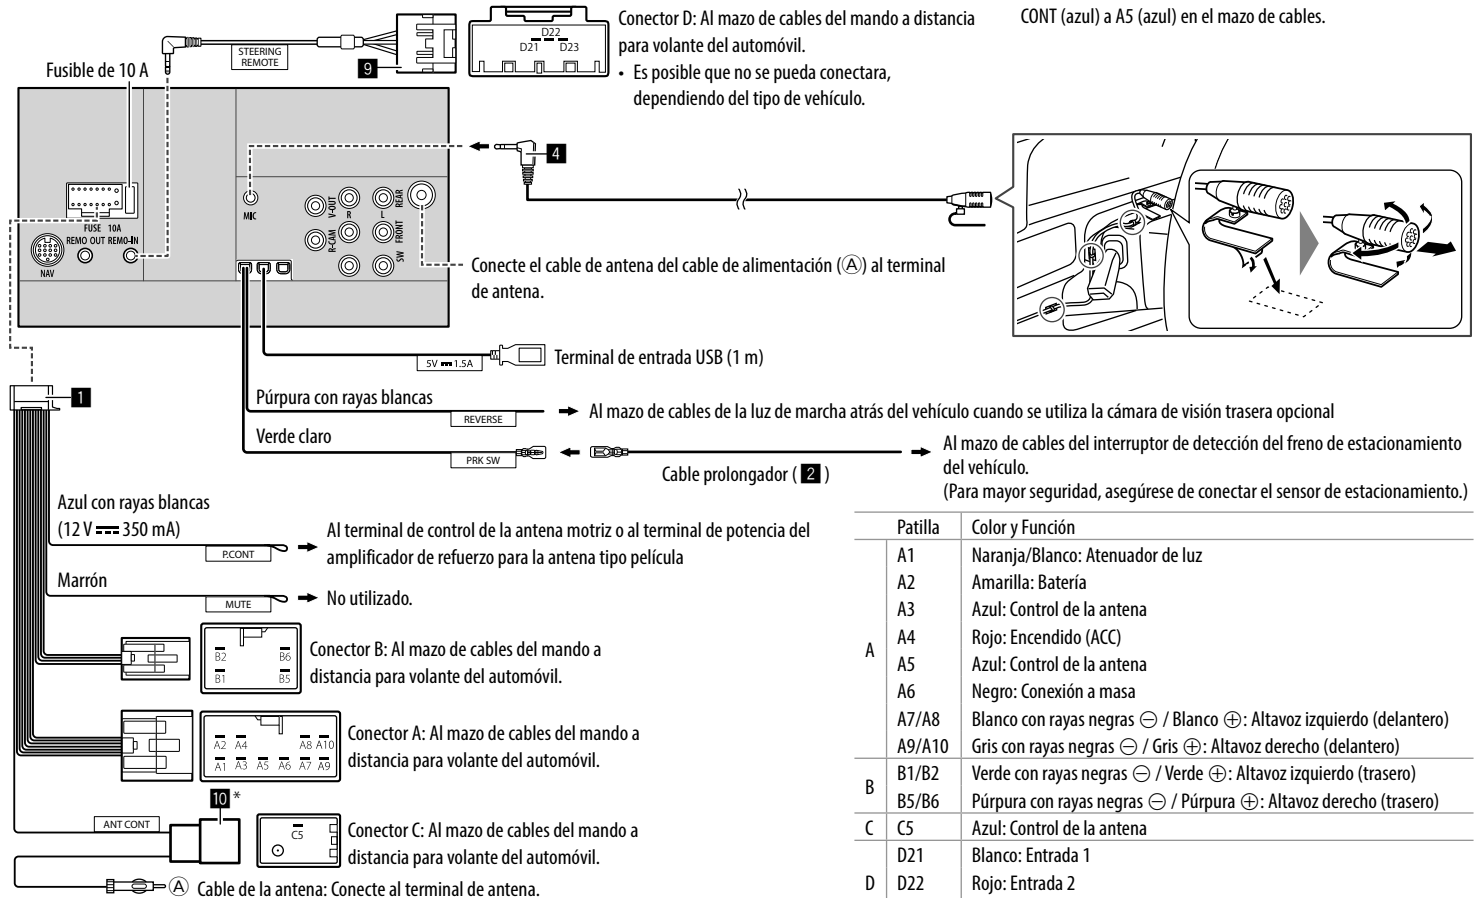 Conector D: Al mazo de cables del mando a distancia
para volante del automóvil.
• Es posible que no se pueda conectara,
dependiendo del tipo de vehículo.
CONT (azul) a A5 (azul) en el mazo de cables.
STEERING
REMOTE
9
D22
D21 D23
Fusible de 10 A
4
FUSE 10A
REMO OUT REMO-IN
NAV
MIC
V-OUT
R-CAM
R
L
REAR
FRONT
SW
Conecte el cable de antena del cable de alimentación (Ⓐ) al terminal
de antena.
5V ⎓ 1.5A
Terminal de entrada USB (1 m)
1
Púrpura con rayas blancas
REVERSE
Al mazo de cables de la luz de marcha atrás del vehículo cuando se utiliza la cámara de visión trasera opcional
Verde claro
PRK SW
Cable prolongador ( 2 )
Al mazo de cables del interruptor de detección del freno de estacionamiento
del vehículo.
(Para mayor seguridad, asegúrese de conectar el sensor de estacionamiento.)
Azul con rayas blancas
(12 V ⎓ 350 mA)
P.CONT
Al terminal de control de la antena motriz o al terminal de potencia del
amplificador de refuerzo para la antena tipo película
Marrón
MUTE
No utilizado.
B2 B6
B1 B5
Conector B: Al mazo de cables del mando a
distancia para volante del automóvil.
A2 A4 A8 A10
A1 A3 A5 A6 A7 A9
Conector A: Al mazo de cables del mando a
distancia para volante del automóvil.
10 *
ANT CONT
C5
Conector C: Al mazo de cables del mando a
distancia para volante del automóvil.
Ⓐ Cable de la antena: Conecte al terminal de antena.
Patilla Color y Función
A
A1 Naranja/Blanco: Atenuador de luz
A2 Amarilla: Batería
A3 Azul: Control de la antena
A4 Rojo: Encendido (ACC)
A5 Azul: Control de la antena
A6 Negro: Conexión a masa
A7/A8 Blanco con rayas negras ⊖ / Blanco ⊕: Altavoz izquierdo (delantero)
A9/A10 Gris con rayas negras ⊖ / Gris ⊕: Altavoz derecho (delantero)
B
B1/B2 Verde con rayas negras ⊖ / Verde ⊕: Altavoz izquierdo (trasero)
B5/B6 Púrpura con rayas negras ⊖ / Púrpura ⊕: Altavoz derecho (trasero)
C C5 Azul: Control de la antena
D21 Blanco: Entrada 1
D D22 Rojo: Entrada 2